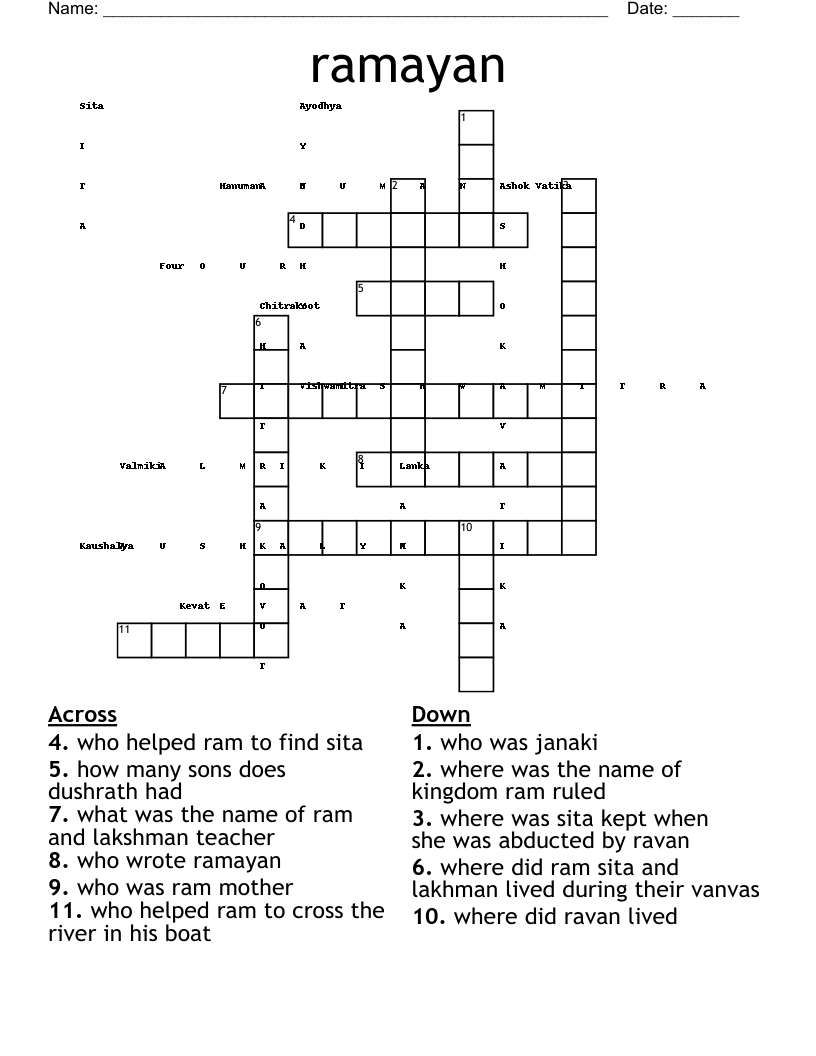 Name: _____________________________________________________ Date: _______
ramayan
Sita Ayodhya
1
I Y
T Hanuman A N U M 2 A N Ashok Vatika 3
A 4 D S
Four O U R H H
5
Chitrakoot Y O
6
H A K
7 I Vishwamitra S H W A M I T R A
T V
8
Valmiki A L M R I K I Lanka A
A A T
9 10
Kaushalya A U S H K A L Y N I
O K K
Kevat E V A T
11 O A A
T
Across
4. who helped ram to find sita
5. how many sons does
dushrath had
7. what was the name of ram
and lakshman teacher
8. who wrote ramayan
9. who was ram mother
11. who helped ram to cross the
river in his boat
Down
1. who was janaki
2. where was the name of
kingdom ram ruled
3. where was sita kept when
she was abducted by ravan
6. where did ram sita and
lakhman lived during their vanvas
10. where did ravan lived